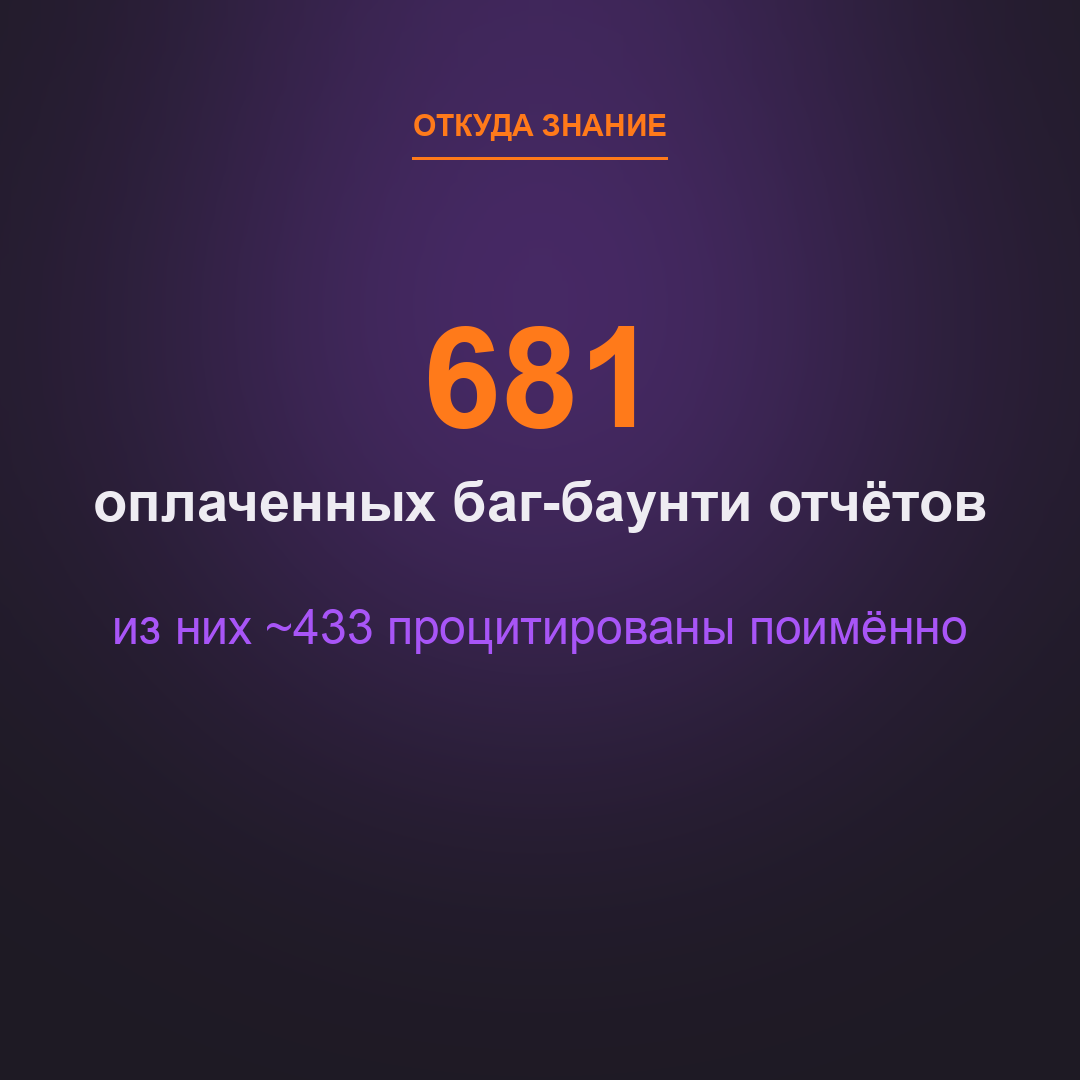 ОТКУДА ЗНАНИЕ
681
оплаченных баг-баунти отчётов
из них ~433 процитированы поимённо